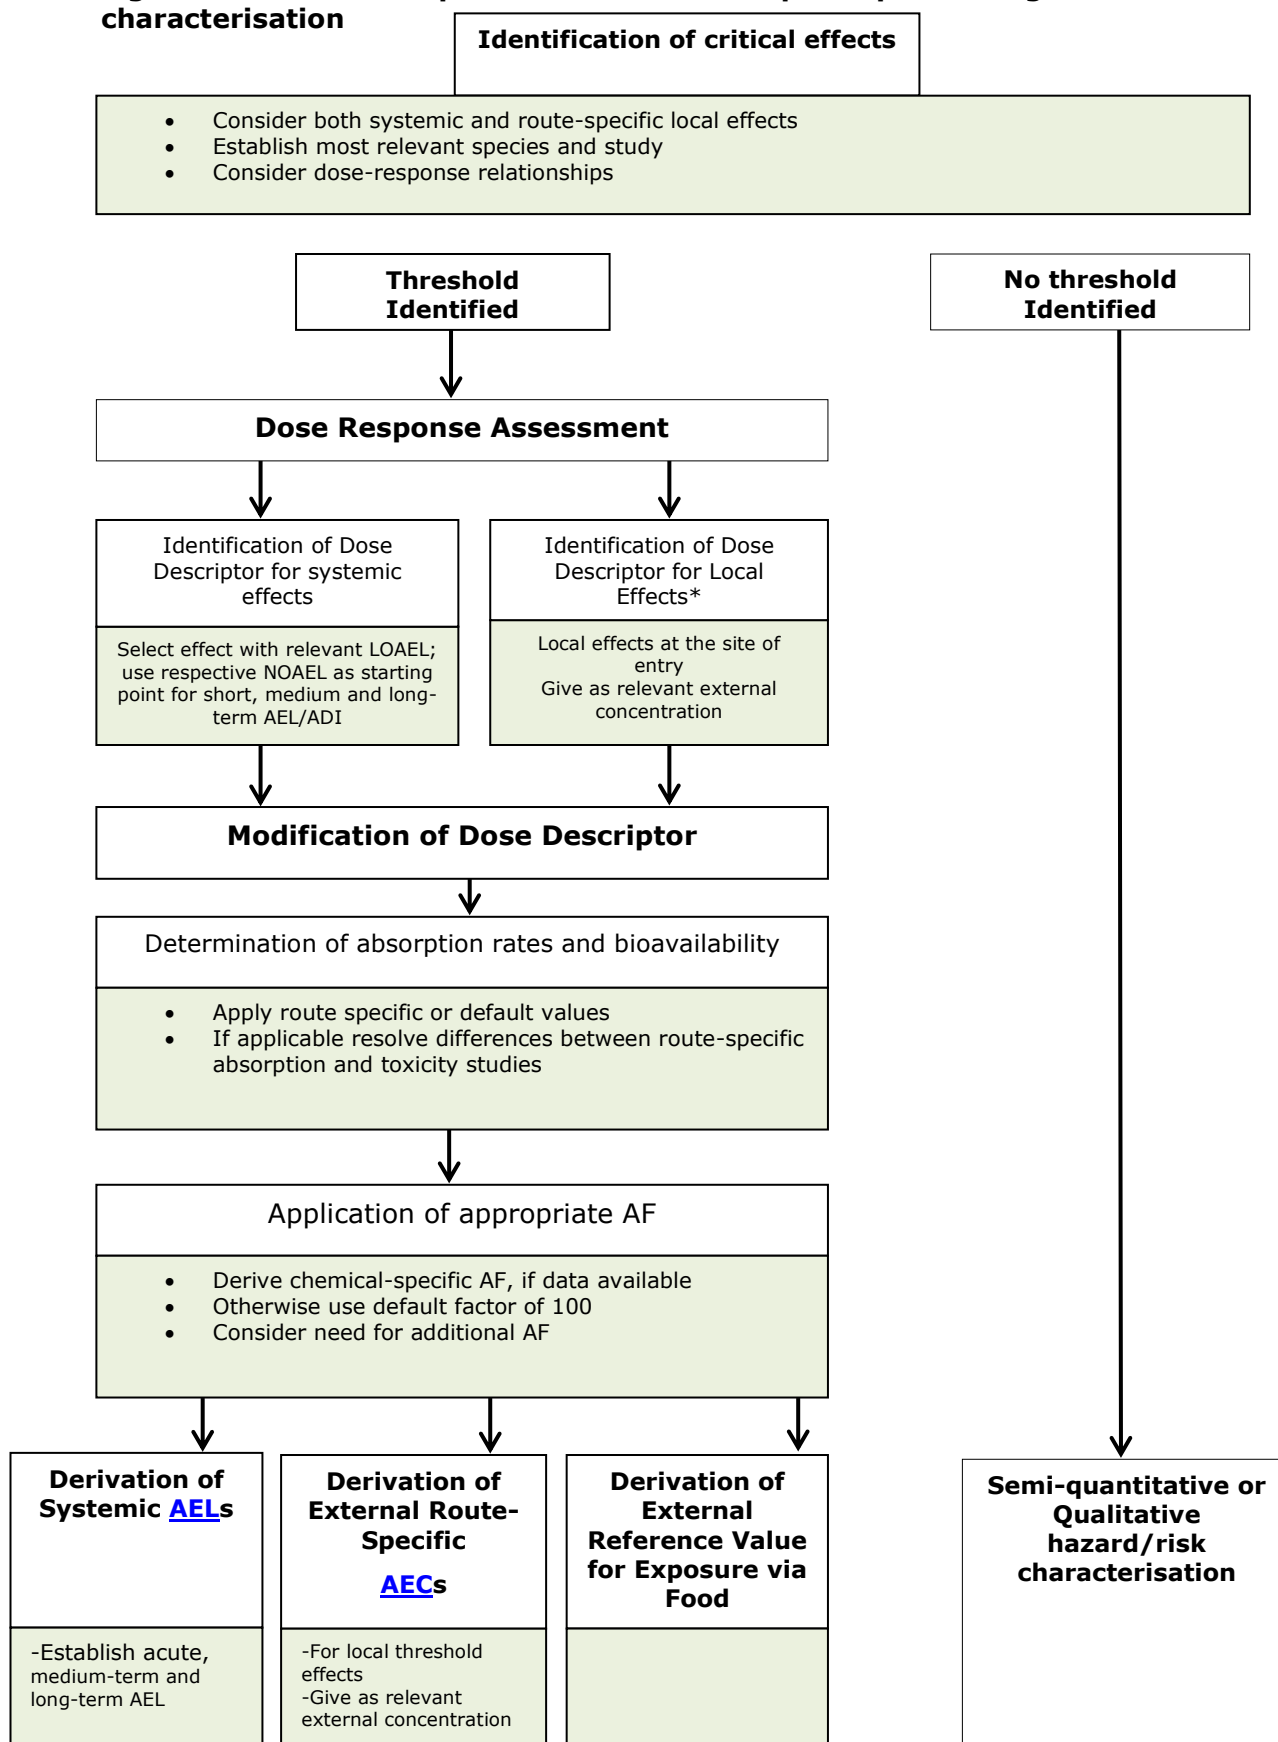 characterisation
Identification of critical effects
• Consider both systemic and route-specific local effects
• Establish most relevant species and study
• Consider dose-response relationships
Threshold
Identified
No threshold
Identified
Dose Response Assessment
Identification of Dose
Descriptor for systemic
effects
Identification of Dose
Descriptor for Local
Effects*
Select effect with relevant LOAEL;
use respective NOAEL as starting
point for short, medium and long-
term AEL/ADI
Local effects at the site of
entry
Give as relevant external
concentration
Modification of Dose Descriptor
Determination of absorption rates and bioavailability
• Apply route specific or default values
• If applicable resolve differences between route-specific
absorption and toxicity studies
Application of appropriate AF
• Derive chemical-specific AF, if data available
• Otherwise use default factor of 100
• Consider need for additional AF
Derivation of
Systemic AELs
-Establish acute,
medium-term and
long-term AEL
Derivation of
External Route-
Specific
AECs
-For local threshold
effects
-Give as relevant
external concentration
Derivation of
External
Reference Value
for Exposure via
Food
Semi-quantitative or
Qualitative
hazard/risk
characterisation